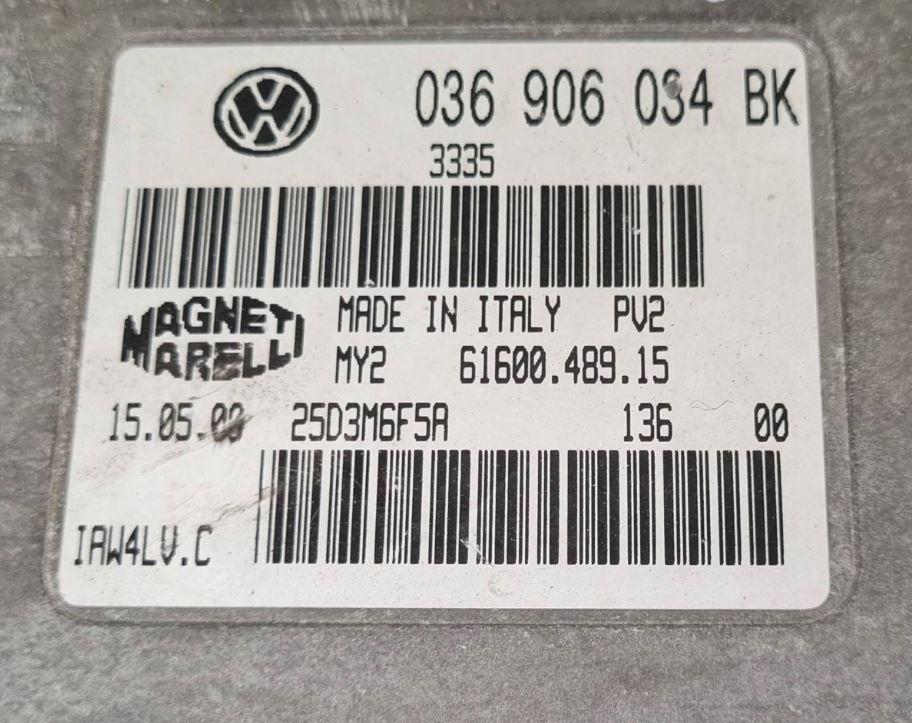 VW 036 906 034 BK
3335
MAGNETI MARELLI
MADE IN ITALY PV2
MY2 61600.489.15
15.05.00 25D3M6F5A 136 00
IAW4LV.C